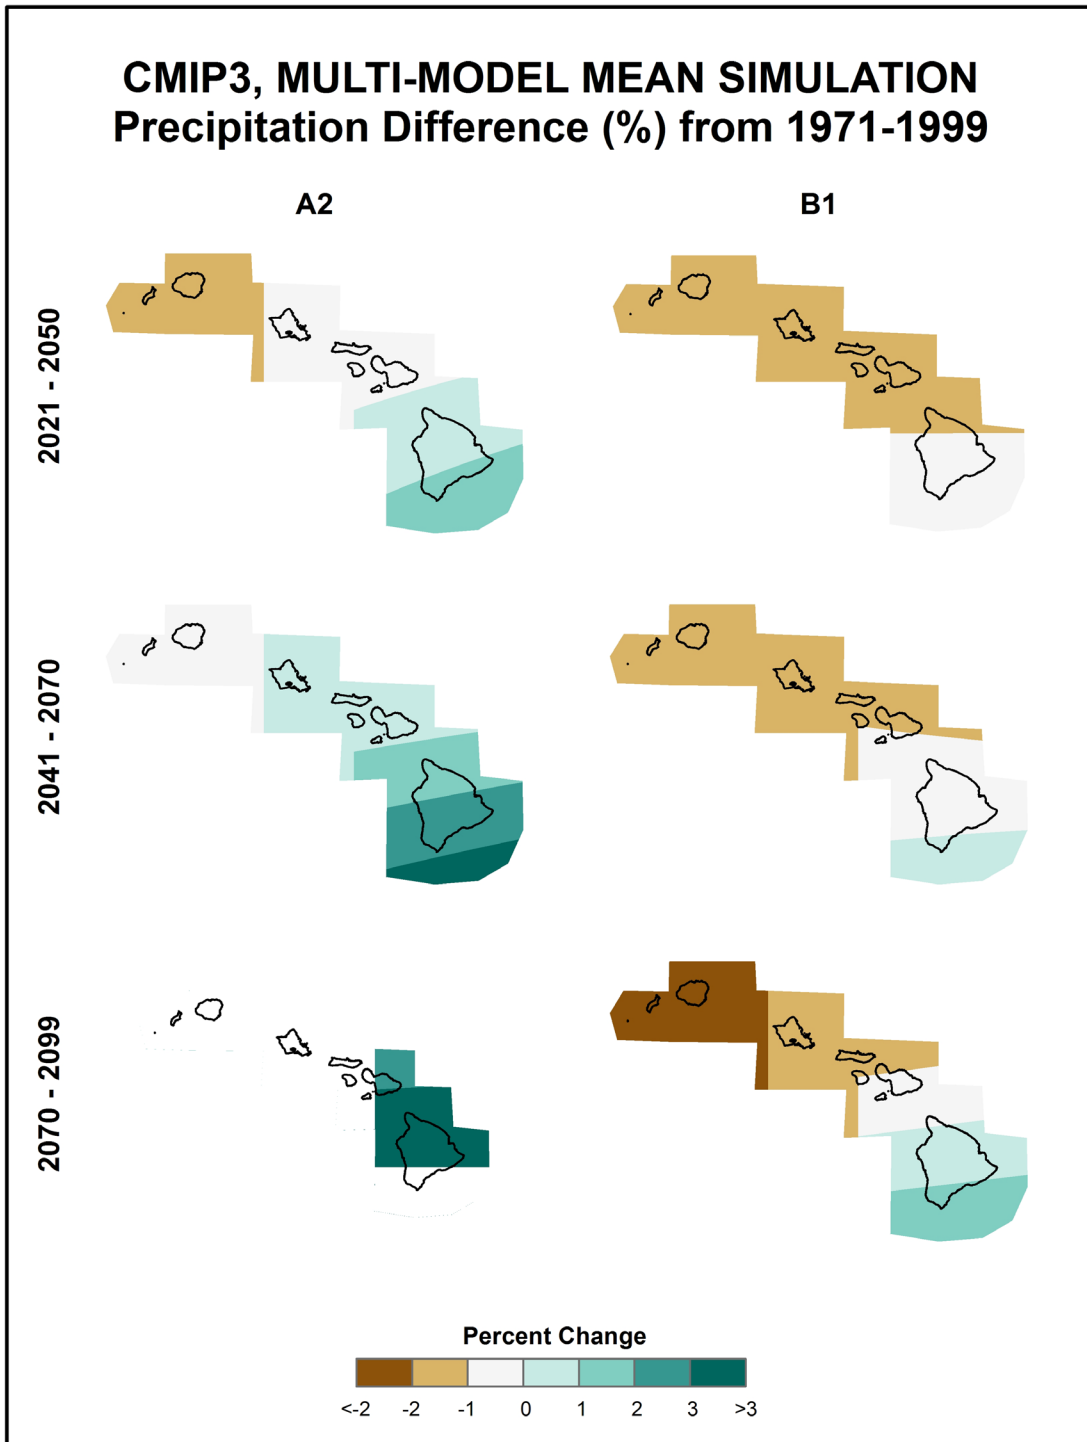 CMIP3, MULTI-MODEL MEAN SIMULATION
Precipitation Difference (%) from 1971-1999
A2 B1
2021 - 2050
2041 - 2070
2070 - 2099
Percent Change
<-2 -2 -1 0 1 2 3 >3